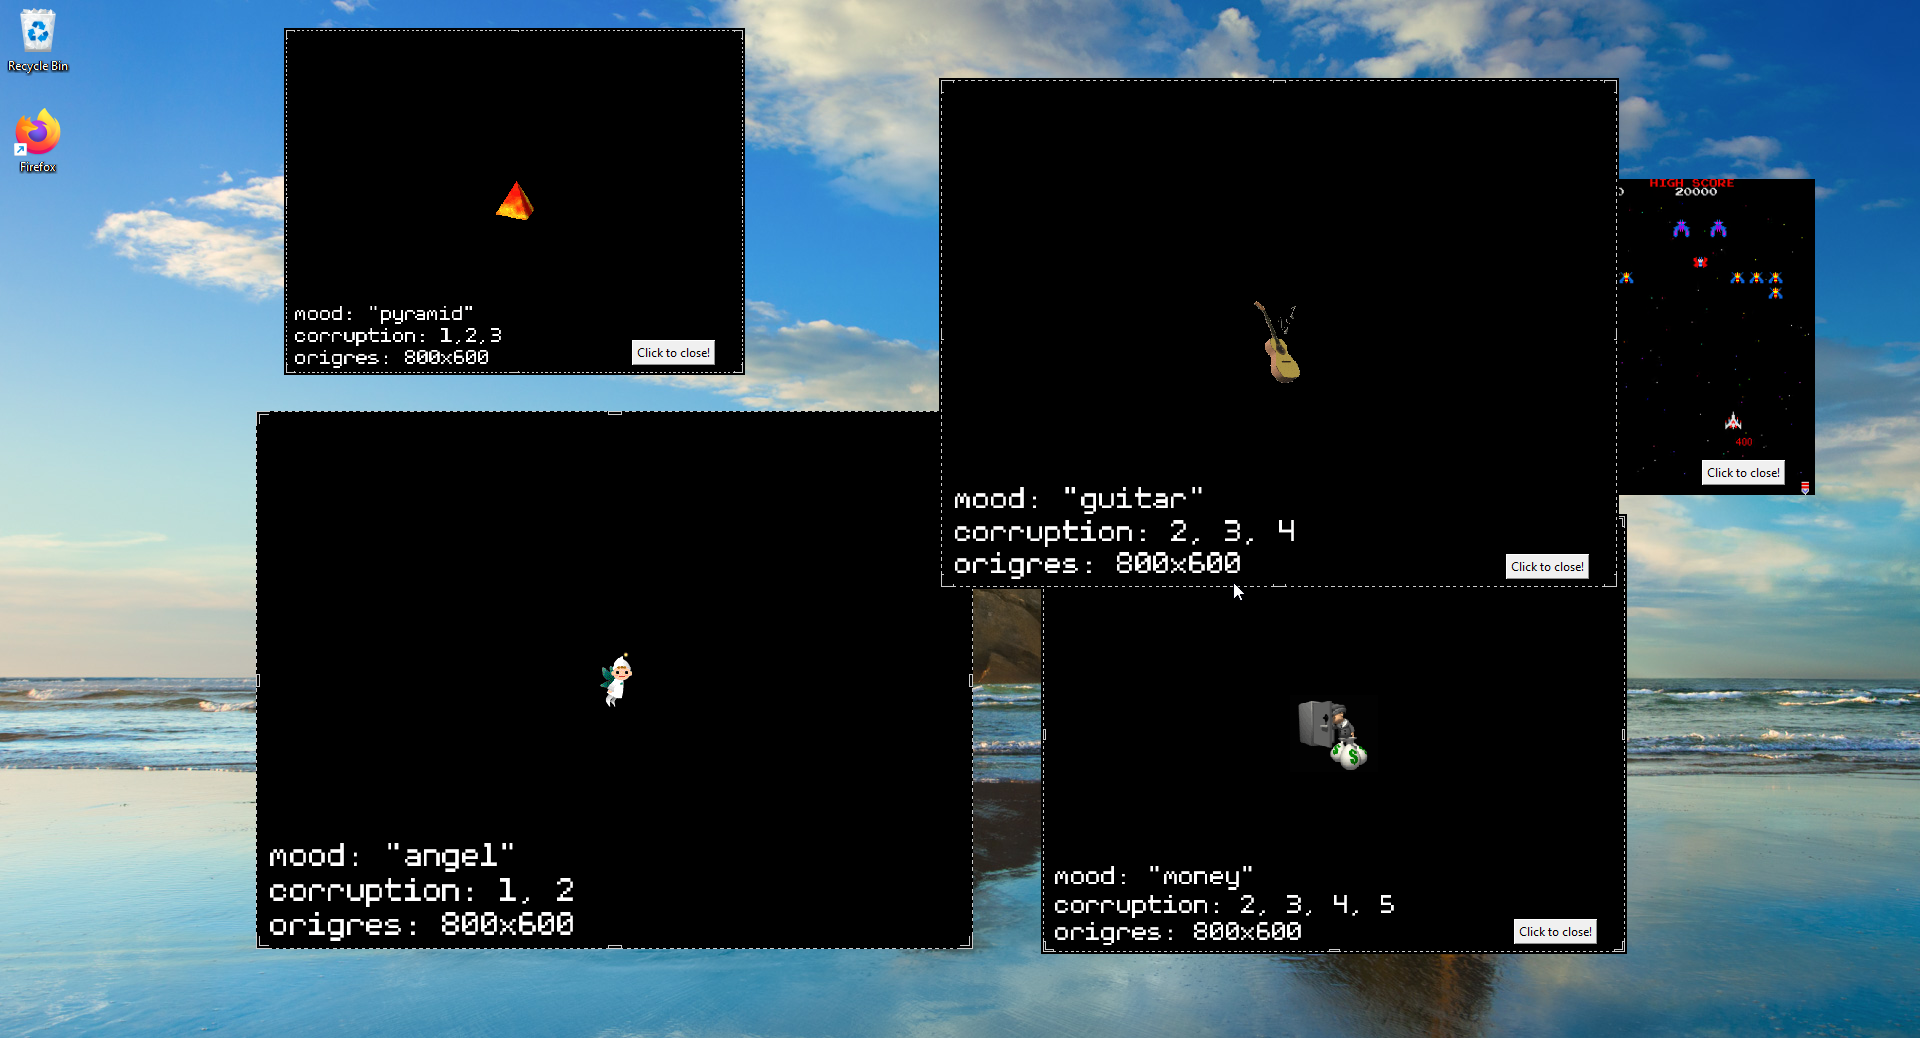 Recycle Bin
Firefox
mood: "pyramid"
corruption: 1,2,3
origres: 800x600
Click to close!
mood: "guitar"
corruption: 2, 3, 4
origres: 800x600
Click to close!
HIGH SCORE
0 20000
400
Click to close!
mood: "angel"
corruption: 1, 2
origres: 800x600
mood: "money"
corruption: 2, 3, 4, 5
origres: 800x600
Click to close!